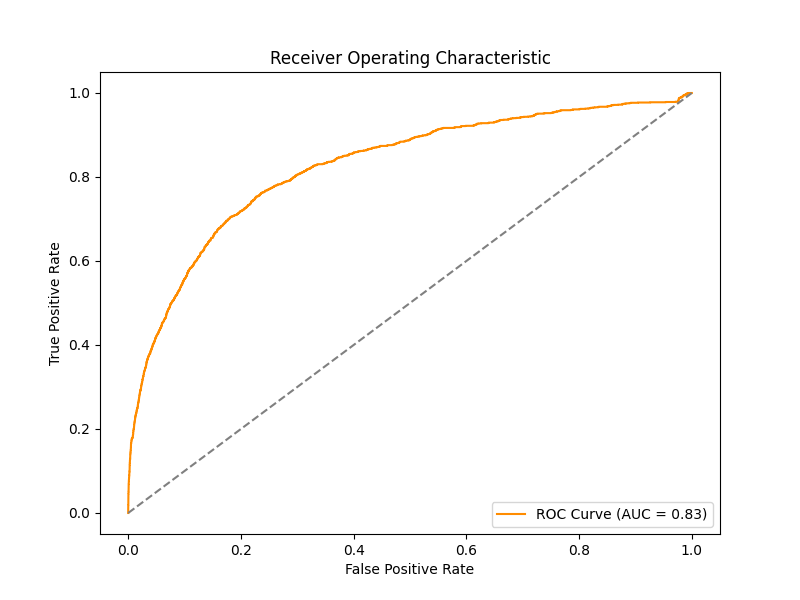 Receiver Operating Characteristic
True Positive Rate
1.0
0.8
0.6
0.4
0.2
0.0
ROC Curve (AUC = 0.83)
0.0 0.2 0.4 0.6 0.8 1.0
False Positive Rate